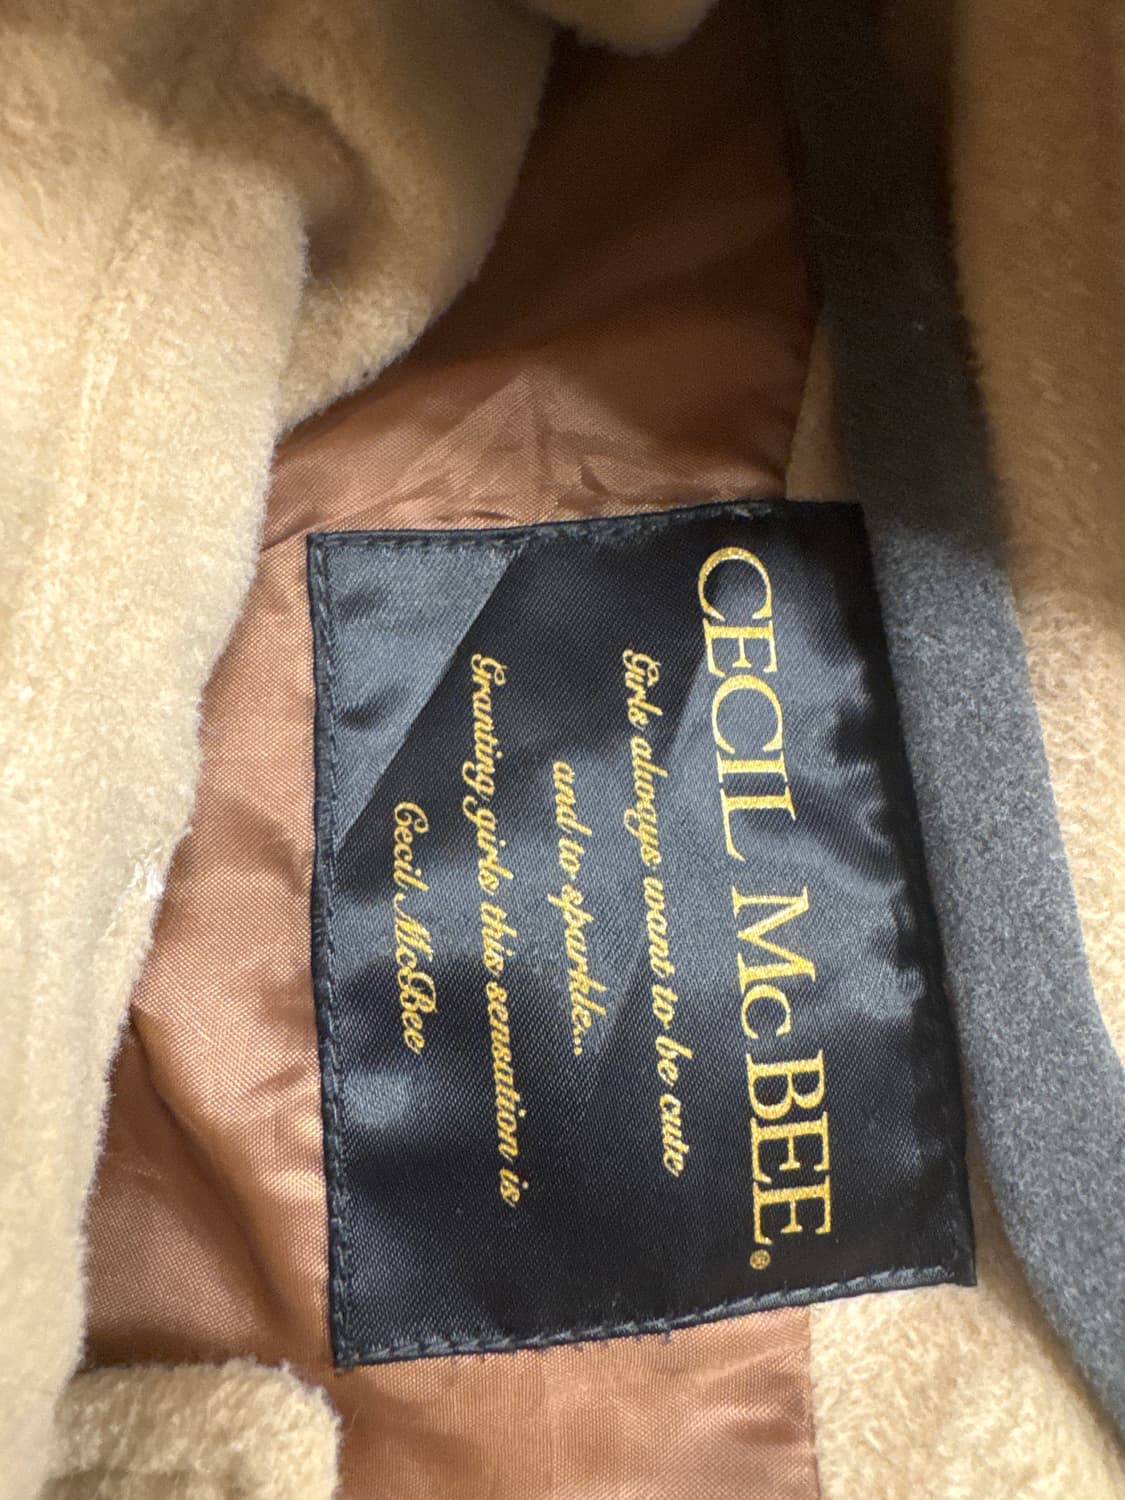 CECIL McBEE®
Girls always want to be cute
and to sparkle...
Granting girls this sensation is
Cecil McBee